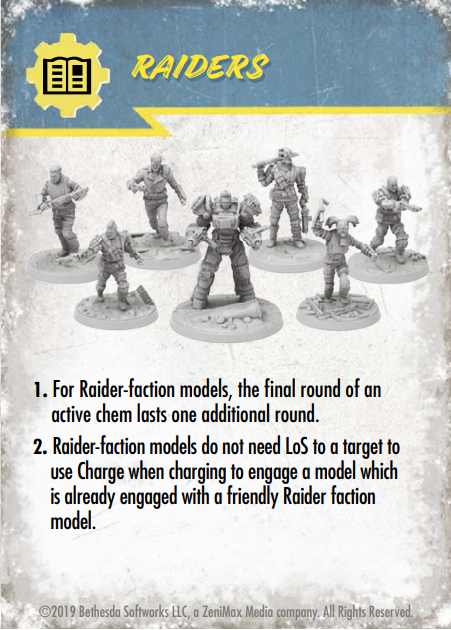 RAIDERS
1. For Raider-faction models, the final round of an
active chem lasts one additional round.
2. Raider-faction models do not need LoS to a target to
use Charge when charging to engage a model which
is already engaged with a friendly Raider faction
model.
©2019 Bethesda Softworks LLC, a ZeniMax Media company. All Rights Reserved.